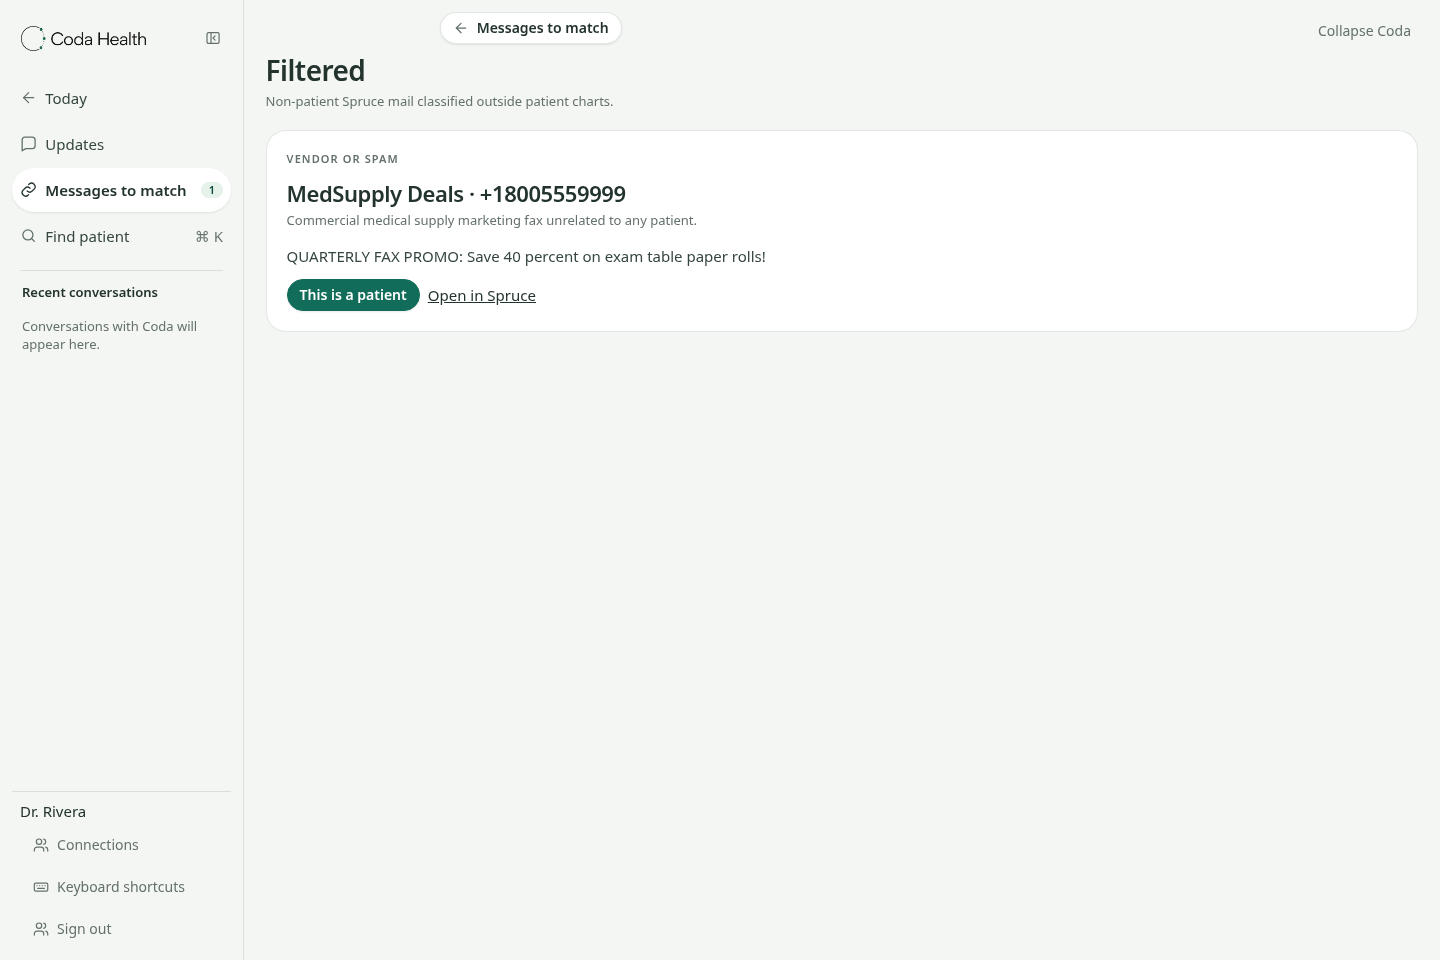 Coda Health
Today
Updates
Messages to match 1
Find patient ⌘ K
Recent conversations
Conversations with Coda will
appear here.
Dr. Rivera
Connections
Keyboard shortcuts
Sign out
Messages to match
Collapse Coda
Filtered
Non-patient Spruce mail classified outside patient charts.
VENDOR OR SPAM
MedSupply Deals · +18005559999
Commercial medical supply marketing fax unrelated to any patient.
QUARTERLY FAX PROMO: Save 40 percent on exam table paper rolls!
This is a patient Open in Spruce